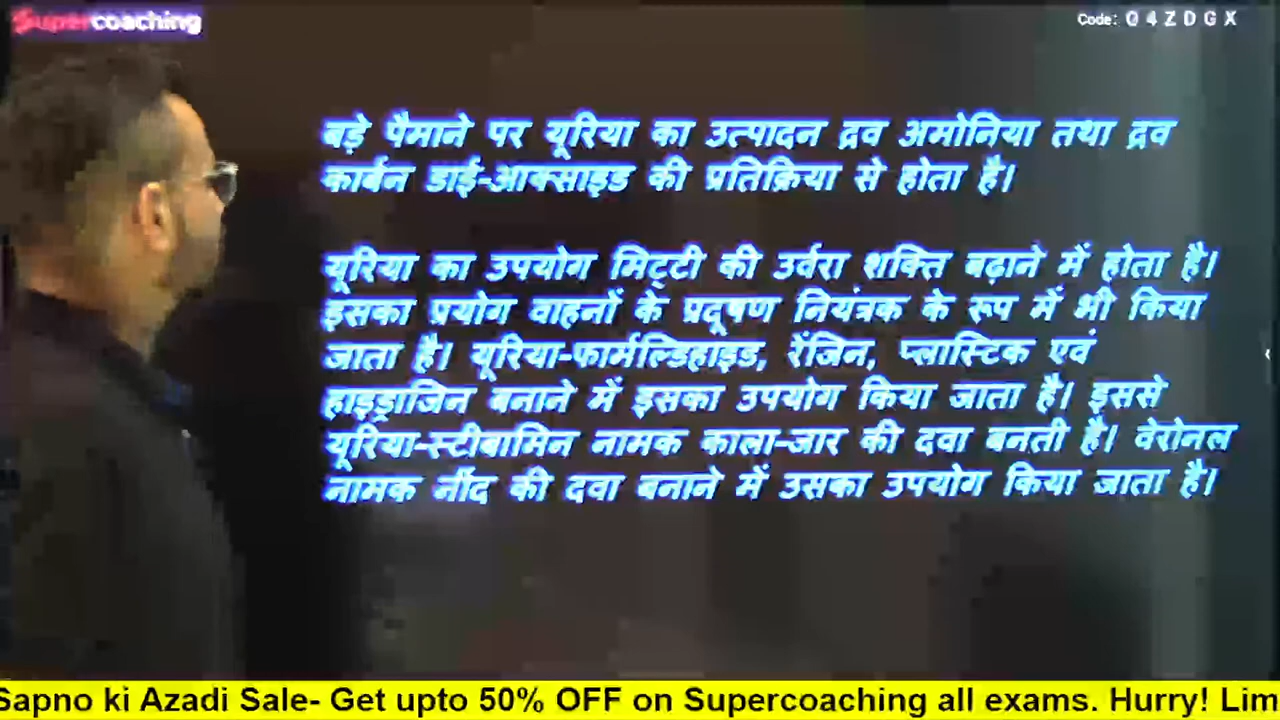 Supercoaching
Code: G4ZDGX
बड़े पैमाने पर यूरिया का उत्पादन द्रव अमोनिया तथा द्रव
कार्बन डाई-आक्साइड की प्रतिक्रिया से होता है।
यूरिया का उपयोग मिट्टी की उर्वरा शक्ति बढ़ाने में होता है।
इसका प्रयोग वाहनों के प्रदूषण नियंत्रक के रूप में भी किया
जाता है। यूरिया-फार्मल्डिहाइड, रेंजिन, प्लास्टिक एवं
हाइड्राजिन बनाने में इसका उपयोग किया जाता है। इससे
यूरिया-स्टीबामिन नामक काला-जार की दवा बनती है। वेरोनल
नामक नींद की दवा बनाने में उसका उपयोग किया जाता है।
Sapno ki Azadi Sale- Get upto 50% OFF on Supercoaching all exams. Hurry! Lim